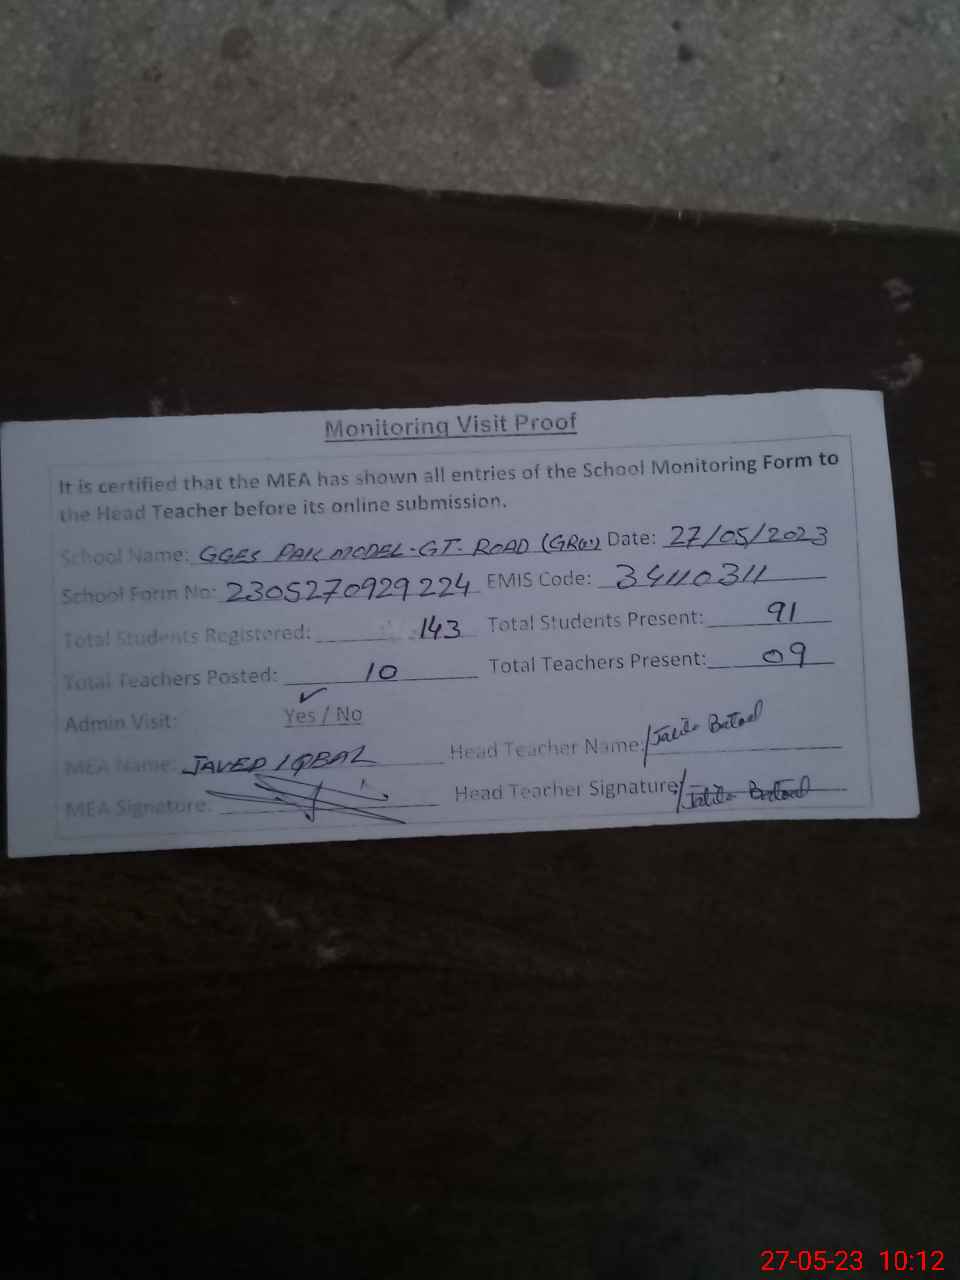 Monitoring Visit Proof
It is certified that the MEA has shown all entries of the School Monitoring Form to
the Head Teacher before its online submission.
School Name: GGES PAK MODEL-GT-ROAD Date: 27/05/2023
School Form No: 2305270929224 EMIS Code: 34110311
Total Students Registered: 143 Total Students Present: 91
Total Teachers Posted: 10 Total Teachers Present: 09
Admin Visit: ✓ Yes / No
MEA Name: JAVED IQBAL Head Teacher Name: Batool
MEA Signature: Head Teacher Signature: Batool
27-05-23 10:12